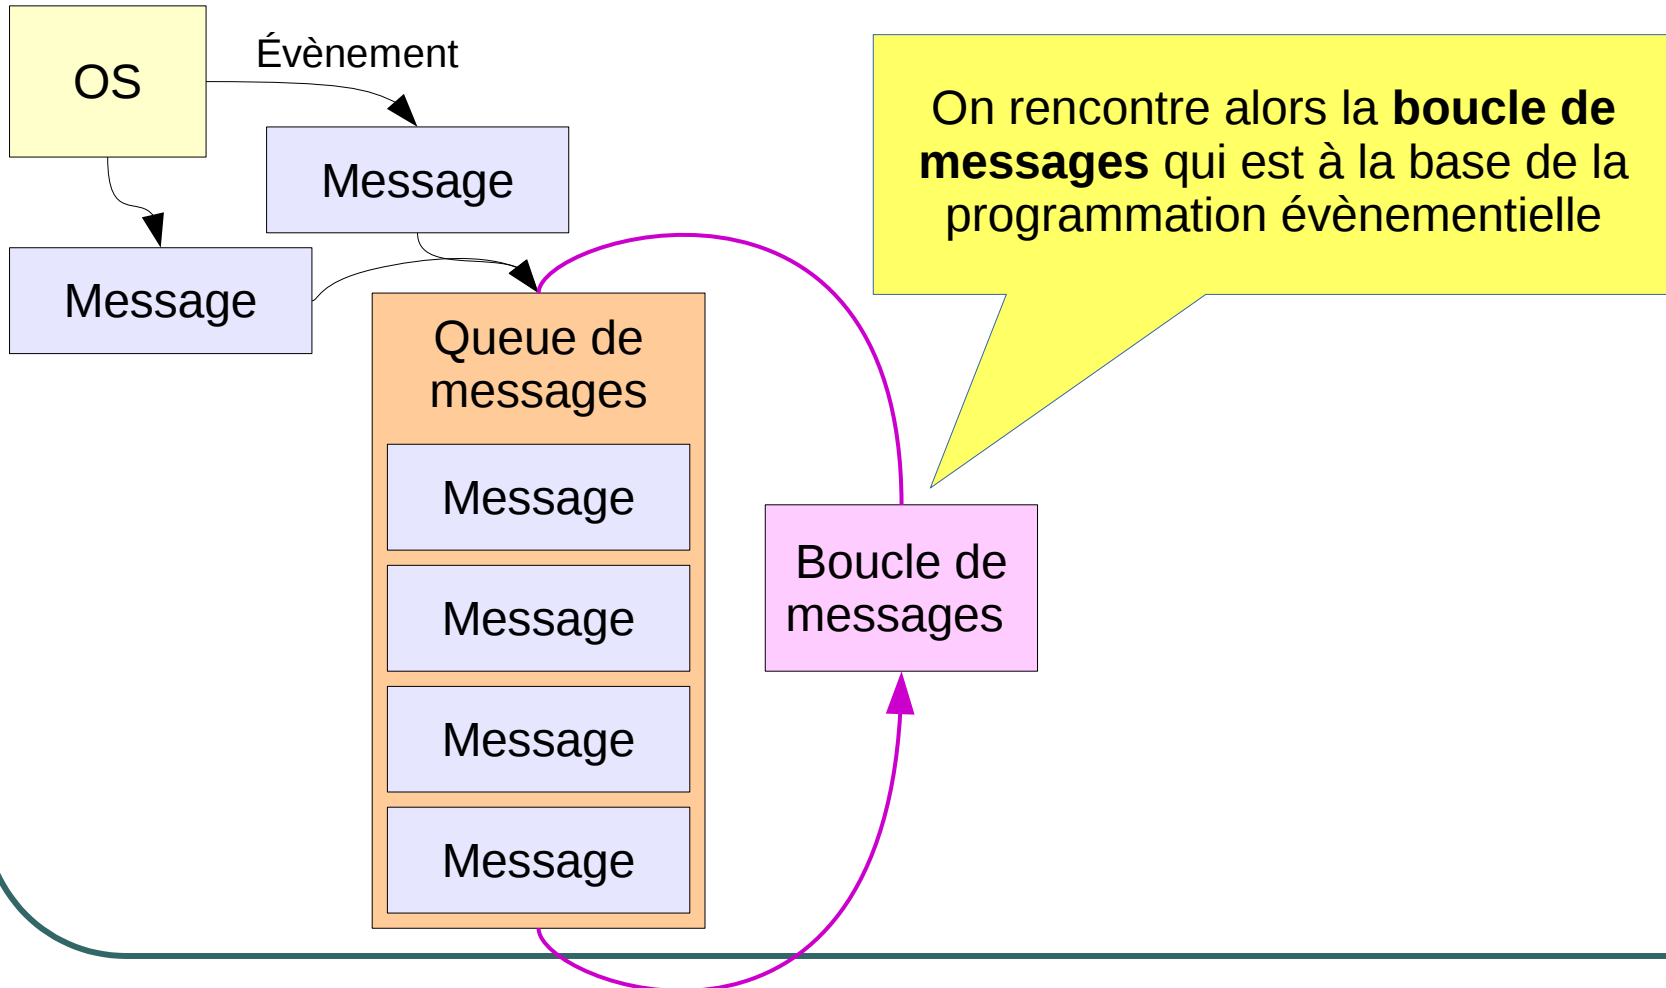 OS
Évènement
Message
Message
Queue de
messages
Message
Message
Message
Message
Boucle de
messages
On rencontre alors la boucle de
messages qui est à la base de la
programmation évènementielle